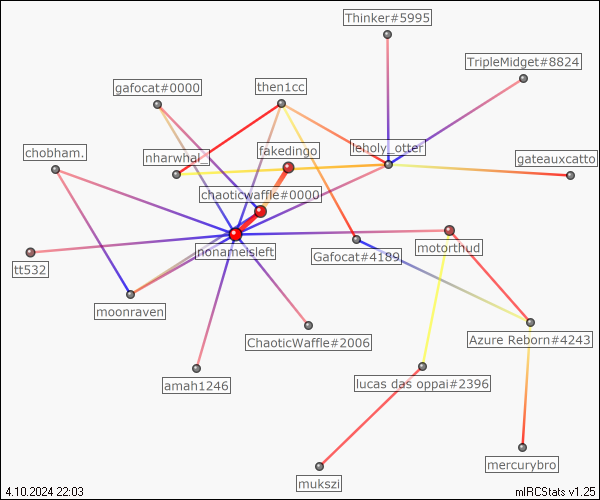 Thinker#5995
TripleMidget#8824
gafocat#0000
then1cc
chobham.
nharwhal_
fakedingo
leholy_otter
gateauxcatto
chaoticwaffle#0000
nonameisleft
Gafocat#4189
motorthud
tt532
moonraven
ChaoticWaffle#2006
Azure Reborn#4243
amah1246
lucas das oppai#2396
mukszi
mercurybro
4.10.2024 22:03
mIRCStats v1.25